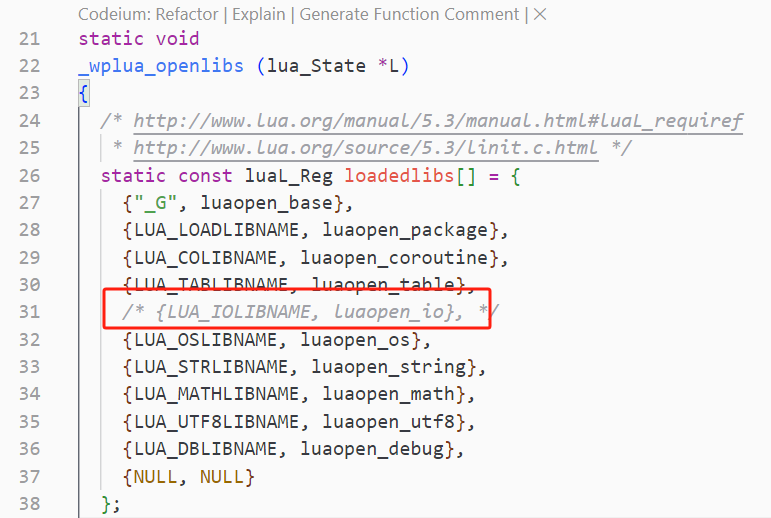 Codeium: Refactor | Explain | Generate Function Comment | ×
21 static void
22 _wplua_openlibs (lua_State *L)
23 {
24 /* http://www.lua.org/manual/5.3/manual.html#luaL_requiref
25 * http://www.lua.org/source/5.3/linit.c.html */
26 static const luaL_Reg loadedlibs[] = {
27 {"_G", luaopen_base},
28 {LUA_LOADLIBNAME, luaopen_package},
29 {LUA_COLIBNAME, luaopen_coroutine},
30 {LUA_TABLIBNAME, luaopen_table},
31 /* {LUA_IOLIBNAME, luaopen_io}, */
32 {LUA_OSLIBNAME, luaopen_os},
33 {LUA_STRLIBNAME, luaopen_string},
34 {LUA_MATHLIBNAME, luaopen_math},
35 {LUA_UTF8LIBNAME, luaopen_utf8},
36 {LUA_DBLIBNAME, luaopen_debug},
37 {NULL, NULL}
38 };